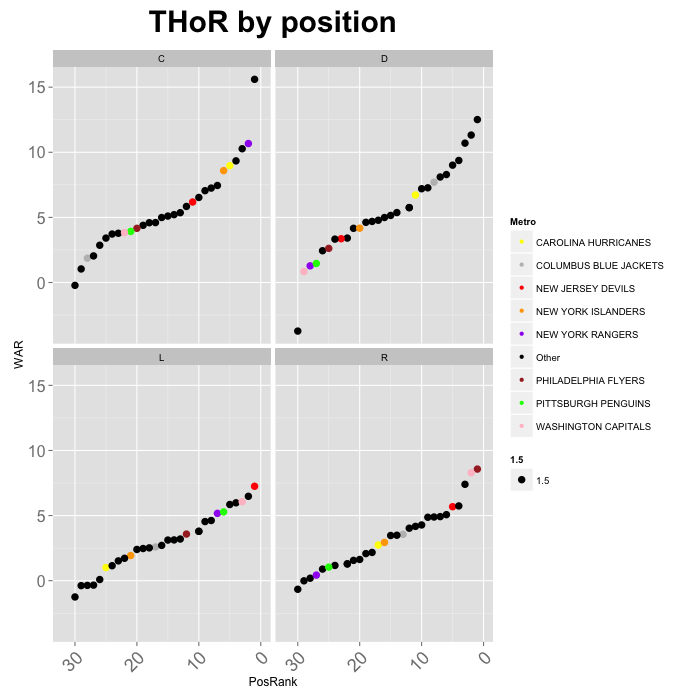 THoR by position
C
D
15
10
5
0
L
R
15
10
5
0
30
20
10
0
30
20
10
0
WAR
PosRank
Metro
CAROLINA HURRICANES
COLUMBUS BLUE JACKETS
NEW JERSEY DEVILS
NEW YORK ISLANDERS
NEW YORK RANGERS
Other
PHILADELPHIA FLYERS
PITTSBURGH PENGUINS
WASHINGTON CAPITALS
1.5
1.5